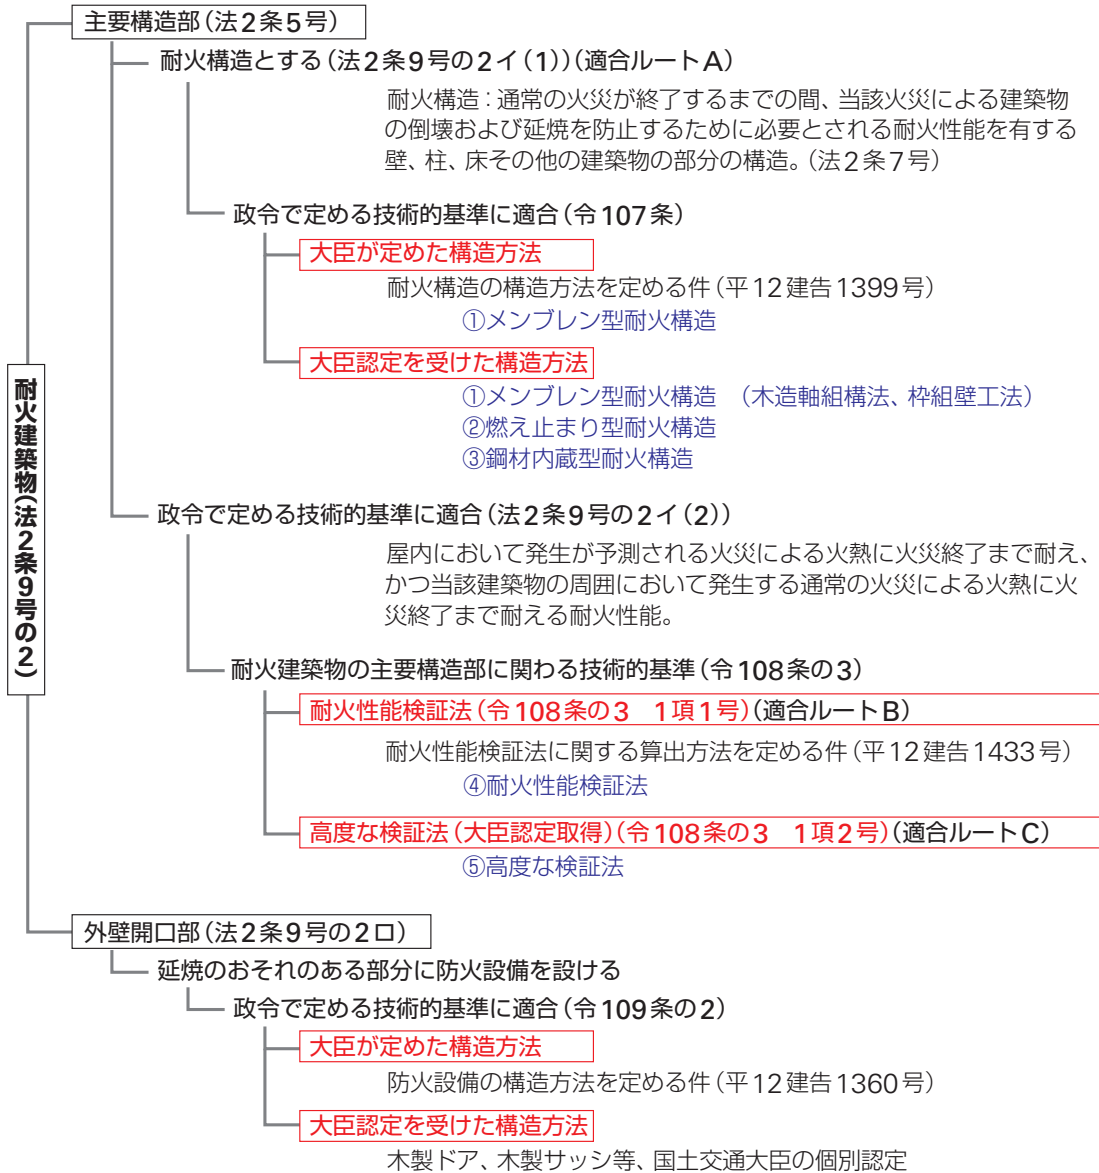 主要構造部(法2条5号)
耐火構造とする(法2条9号の2イ(1))(適合ルートA)
耐火構造:通常の火災が終了するまでの間、当該火災による建築物
の倒壊および延焼を防止するために必要とされる耐火性能を有する
壁、柱、床その他の建築物の部分の構造。(法2条7号)
政令で定める技術的基準に適合(令107条)
大臣が定めた構造方法
耐火構造の構造方法を定める件(平12建告1399号)
①メンブレン型耐火構造
大臣認定を受けた構造方法
①メンブレン型耐火構造 (木造軸組構法、枠組壁工法)
②燃え止まり型耐火構造
③鋼材内蔵型耐火構造
耐火建築物(法2条9号の2)
政令で定める技術的基準に適合(法2条9号の2イ(2))
屋内において発生が予測される火災による火熱に火災終了まで耐え、
かつ当該建築物の周囲において発生する通常の火災による火熱に火
災終了まで耐える耐火性能。
耐火建築物の主要構造部に関わる技術的基準(令108条の3)
耐火性能検証法(令108条の3 1項1号)(適合ルートB)
耐火性能検証法に関する算出方法を定める件(平12建告1433号)
④耐火性能検証法
高度な検証法(大臣認定取得)(令108条の3 1項2号)(適合ルートC)
⑤高度な検証法
外壁開口部(法2条9号の2ロ)
延焼のおそれのある部分に防火設備を設ける
政令で定める技術的基準に適合(令109条の2)
大臣が定めた構造方法
防火設備の構造方法を定める件(平12建告1360号)
大臣認定を受けた構造方法
木製ドア、木製サッシ等、国土交通大臣の個別認定